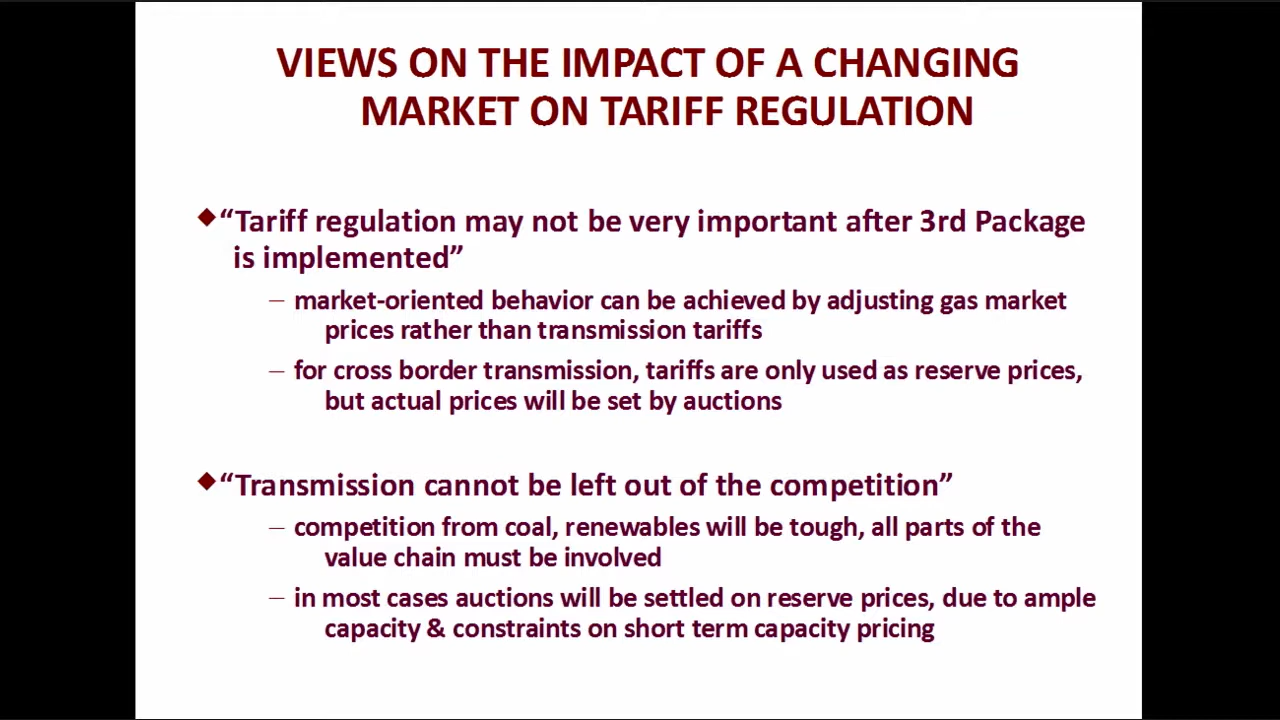 VIEWS ON THE IMPACT OF A CHANGING
MARKET ON TARIFF REGULATION
◆“Tariff regulation may not be very important after 3rd Package
is implemented”
– market-oriented behavior can be achieved by adjusting gas market
prices rather than transmission tariffs
– for cross border transmission, tariffs are only used as reserve prices,
but actual prices will be set by auctions
◆“Transmission cannot be left out of the competition”
– competition from coal, renewables will be tough, all parts of the
value chain must be involved
– in most cases auctions will be settled on reserve prices, due to ample
capacity & constraints on short term capacity pricing